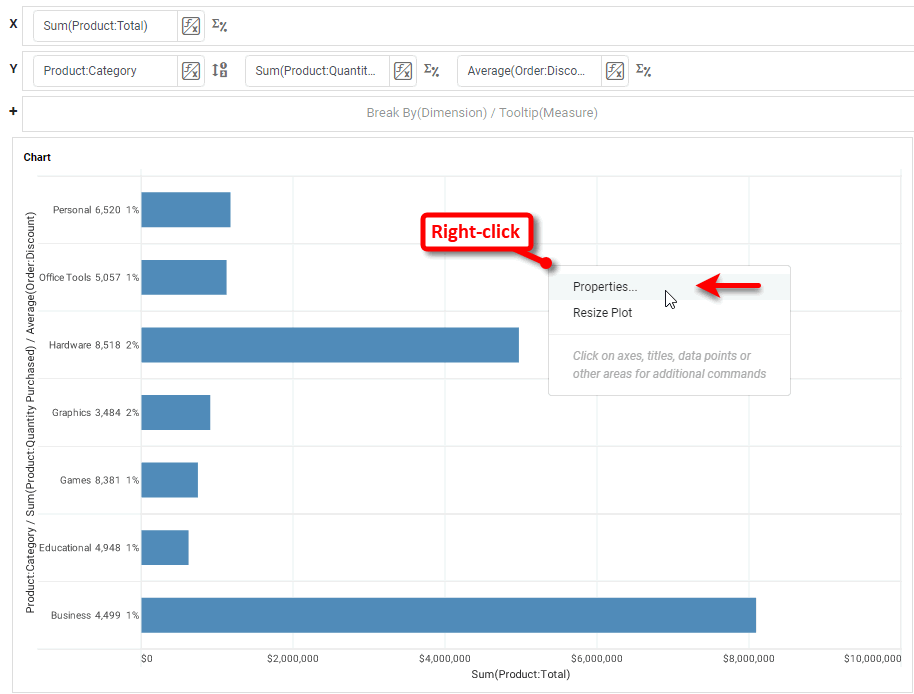 X
Sum(Product:Total)
Σ%
Y
Product:Category
Sum(Product:Quantit...
Σ%
Average(Order:Disco...
Σ%
+
Break By(Dimension) / Tooltip(Measure)
Chart
Product:Category / Sum(Product:Quantity Purchased) / Average(Order:Discount)
Personal 6,520 1%
Office Tools 5,057 1%
Hardware 8,518 2%
Graphics 3,484 2%
Games 8,381 1%
Educational 4,948 1%
Business 4,499 1%
Right-click
Properties...
Resize Plot
Click on axes, titles, data points or
other areas for additional commands
$0 $2,000,000 $4,000,000 $6,000,000 $8,000,000 $10,000,000
Sum(Product:Total)